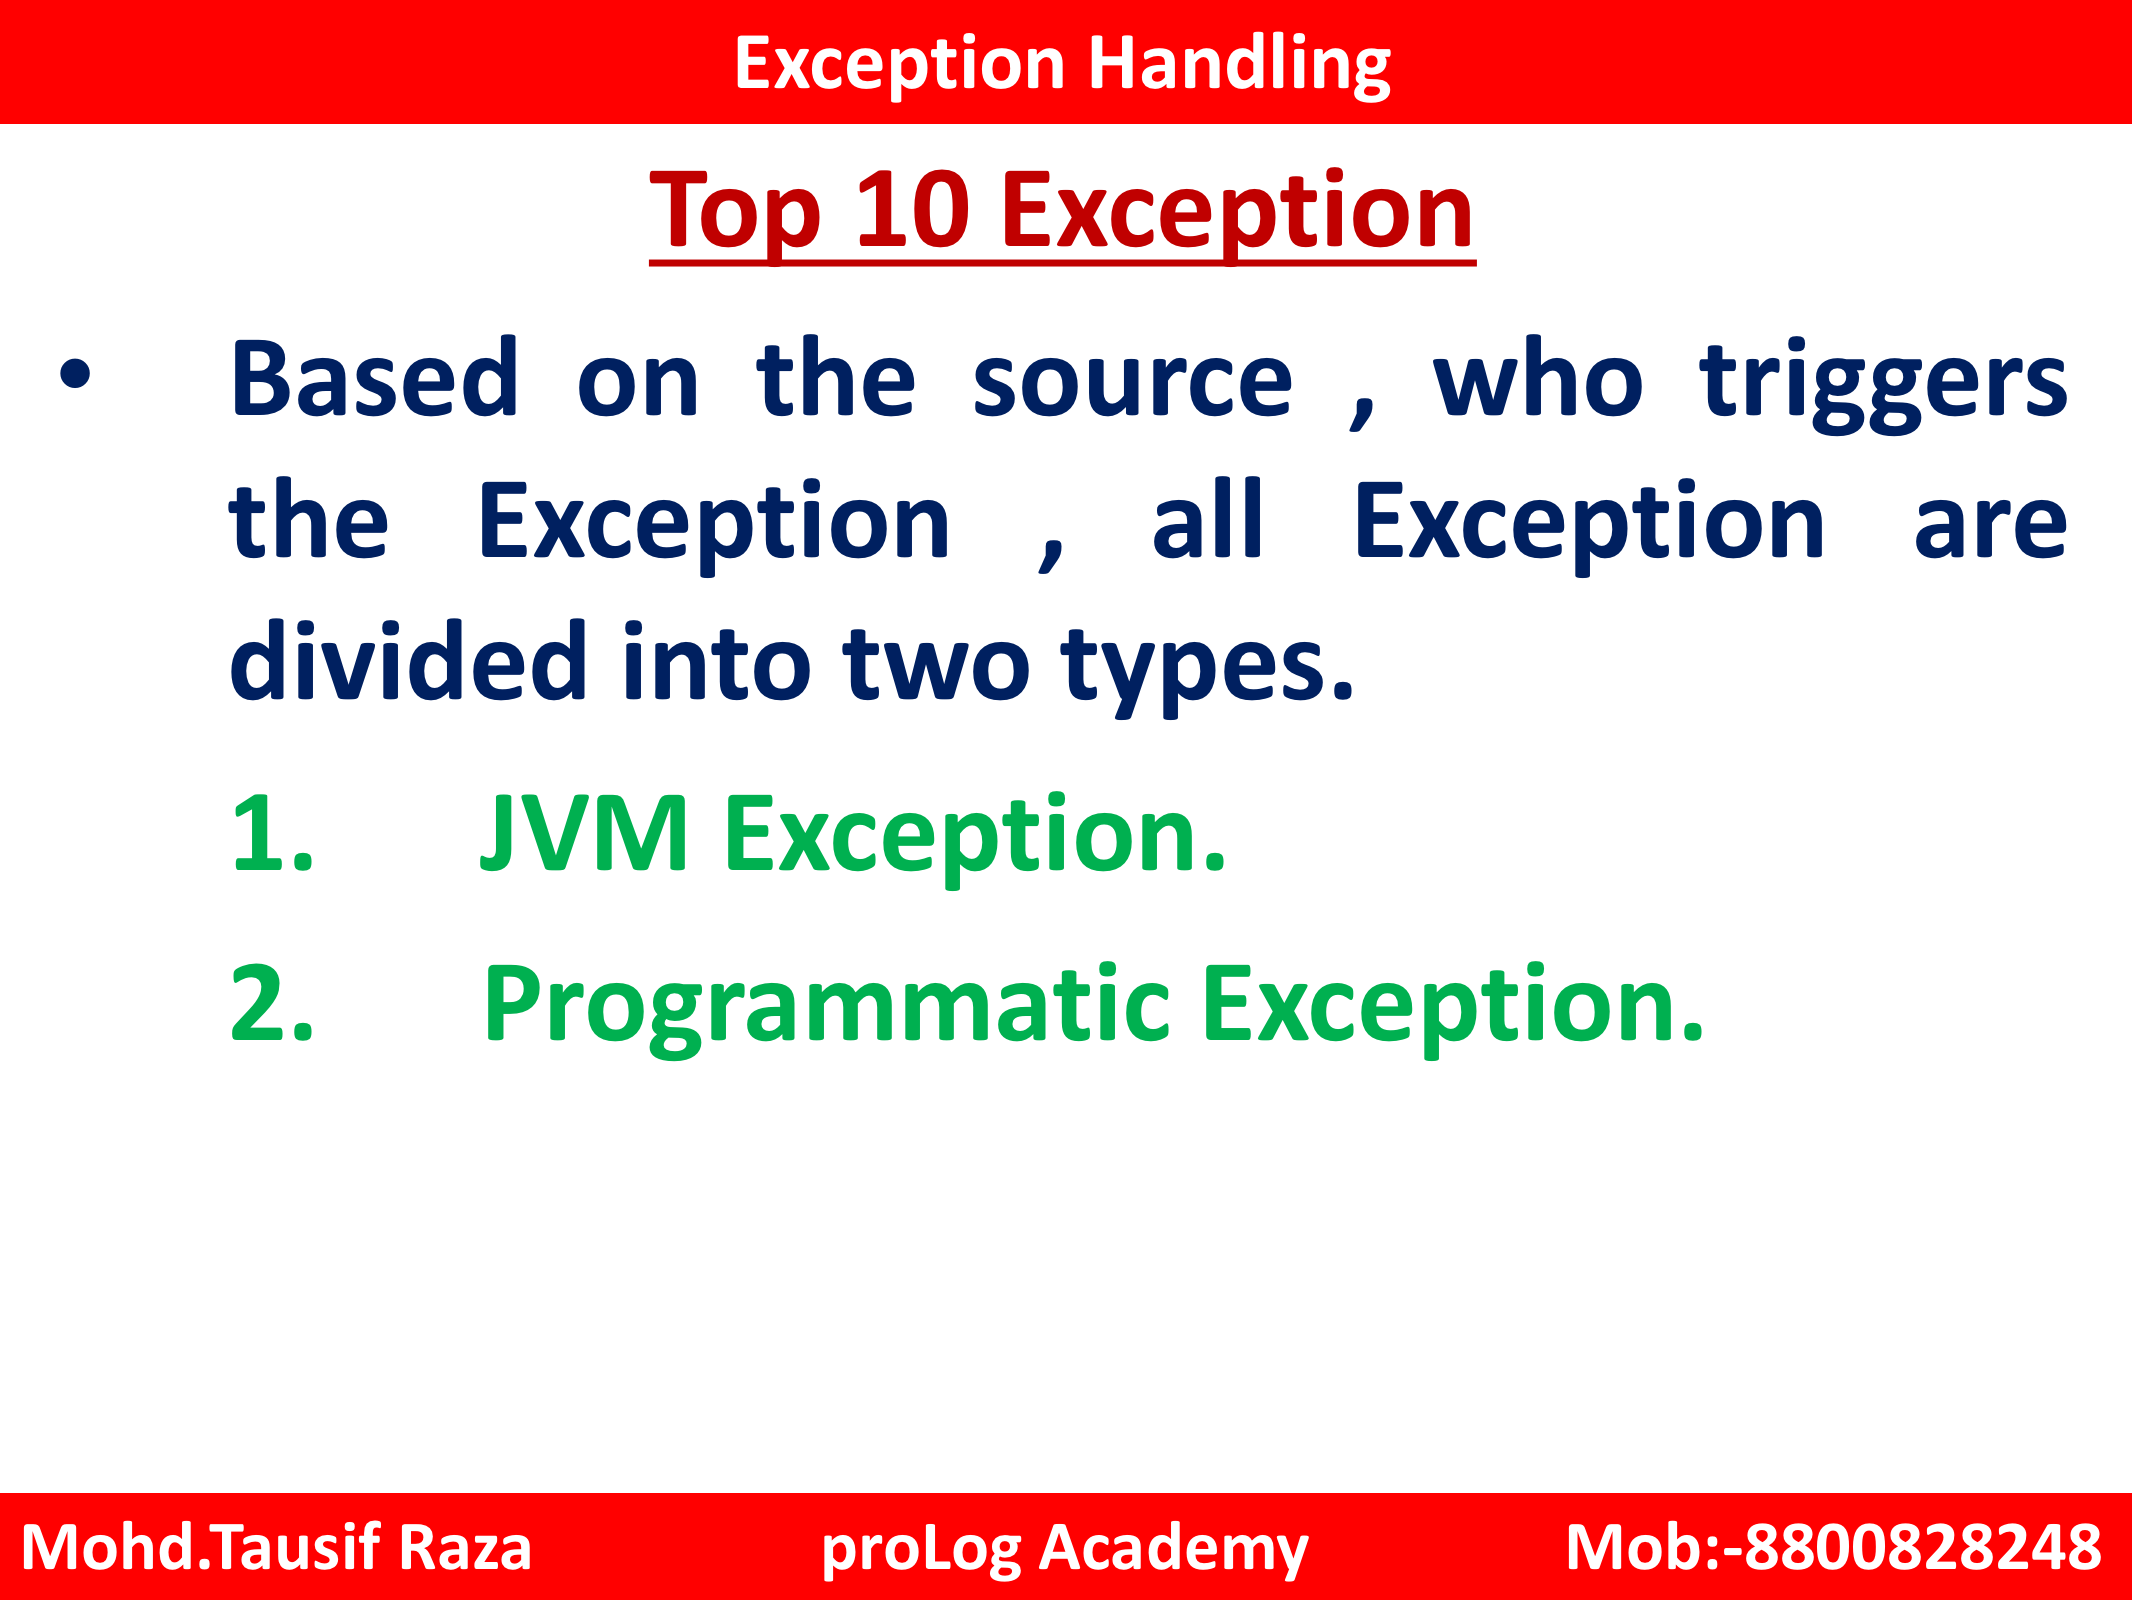 Exception Handling
Top 10 Exception
• Based on the source , who triggers
the Exception , all Exception are
divided into two types.
1. JVM Exception.
2. Programmatic Exception.
Mohd.Tausif Raza proLog Academy Mob:-8800828248